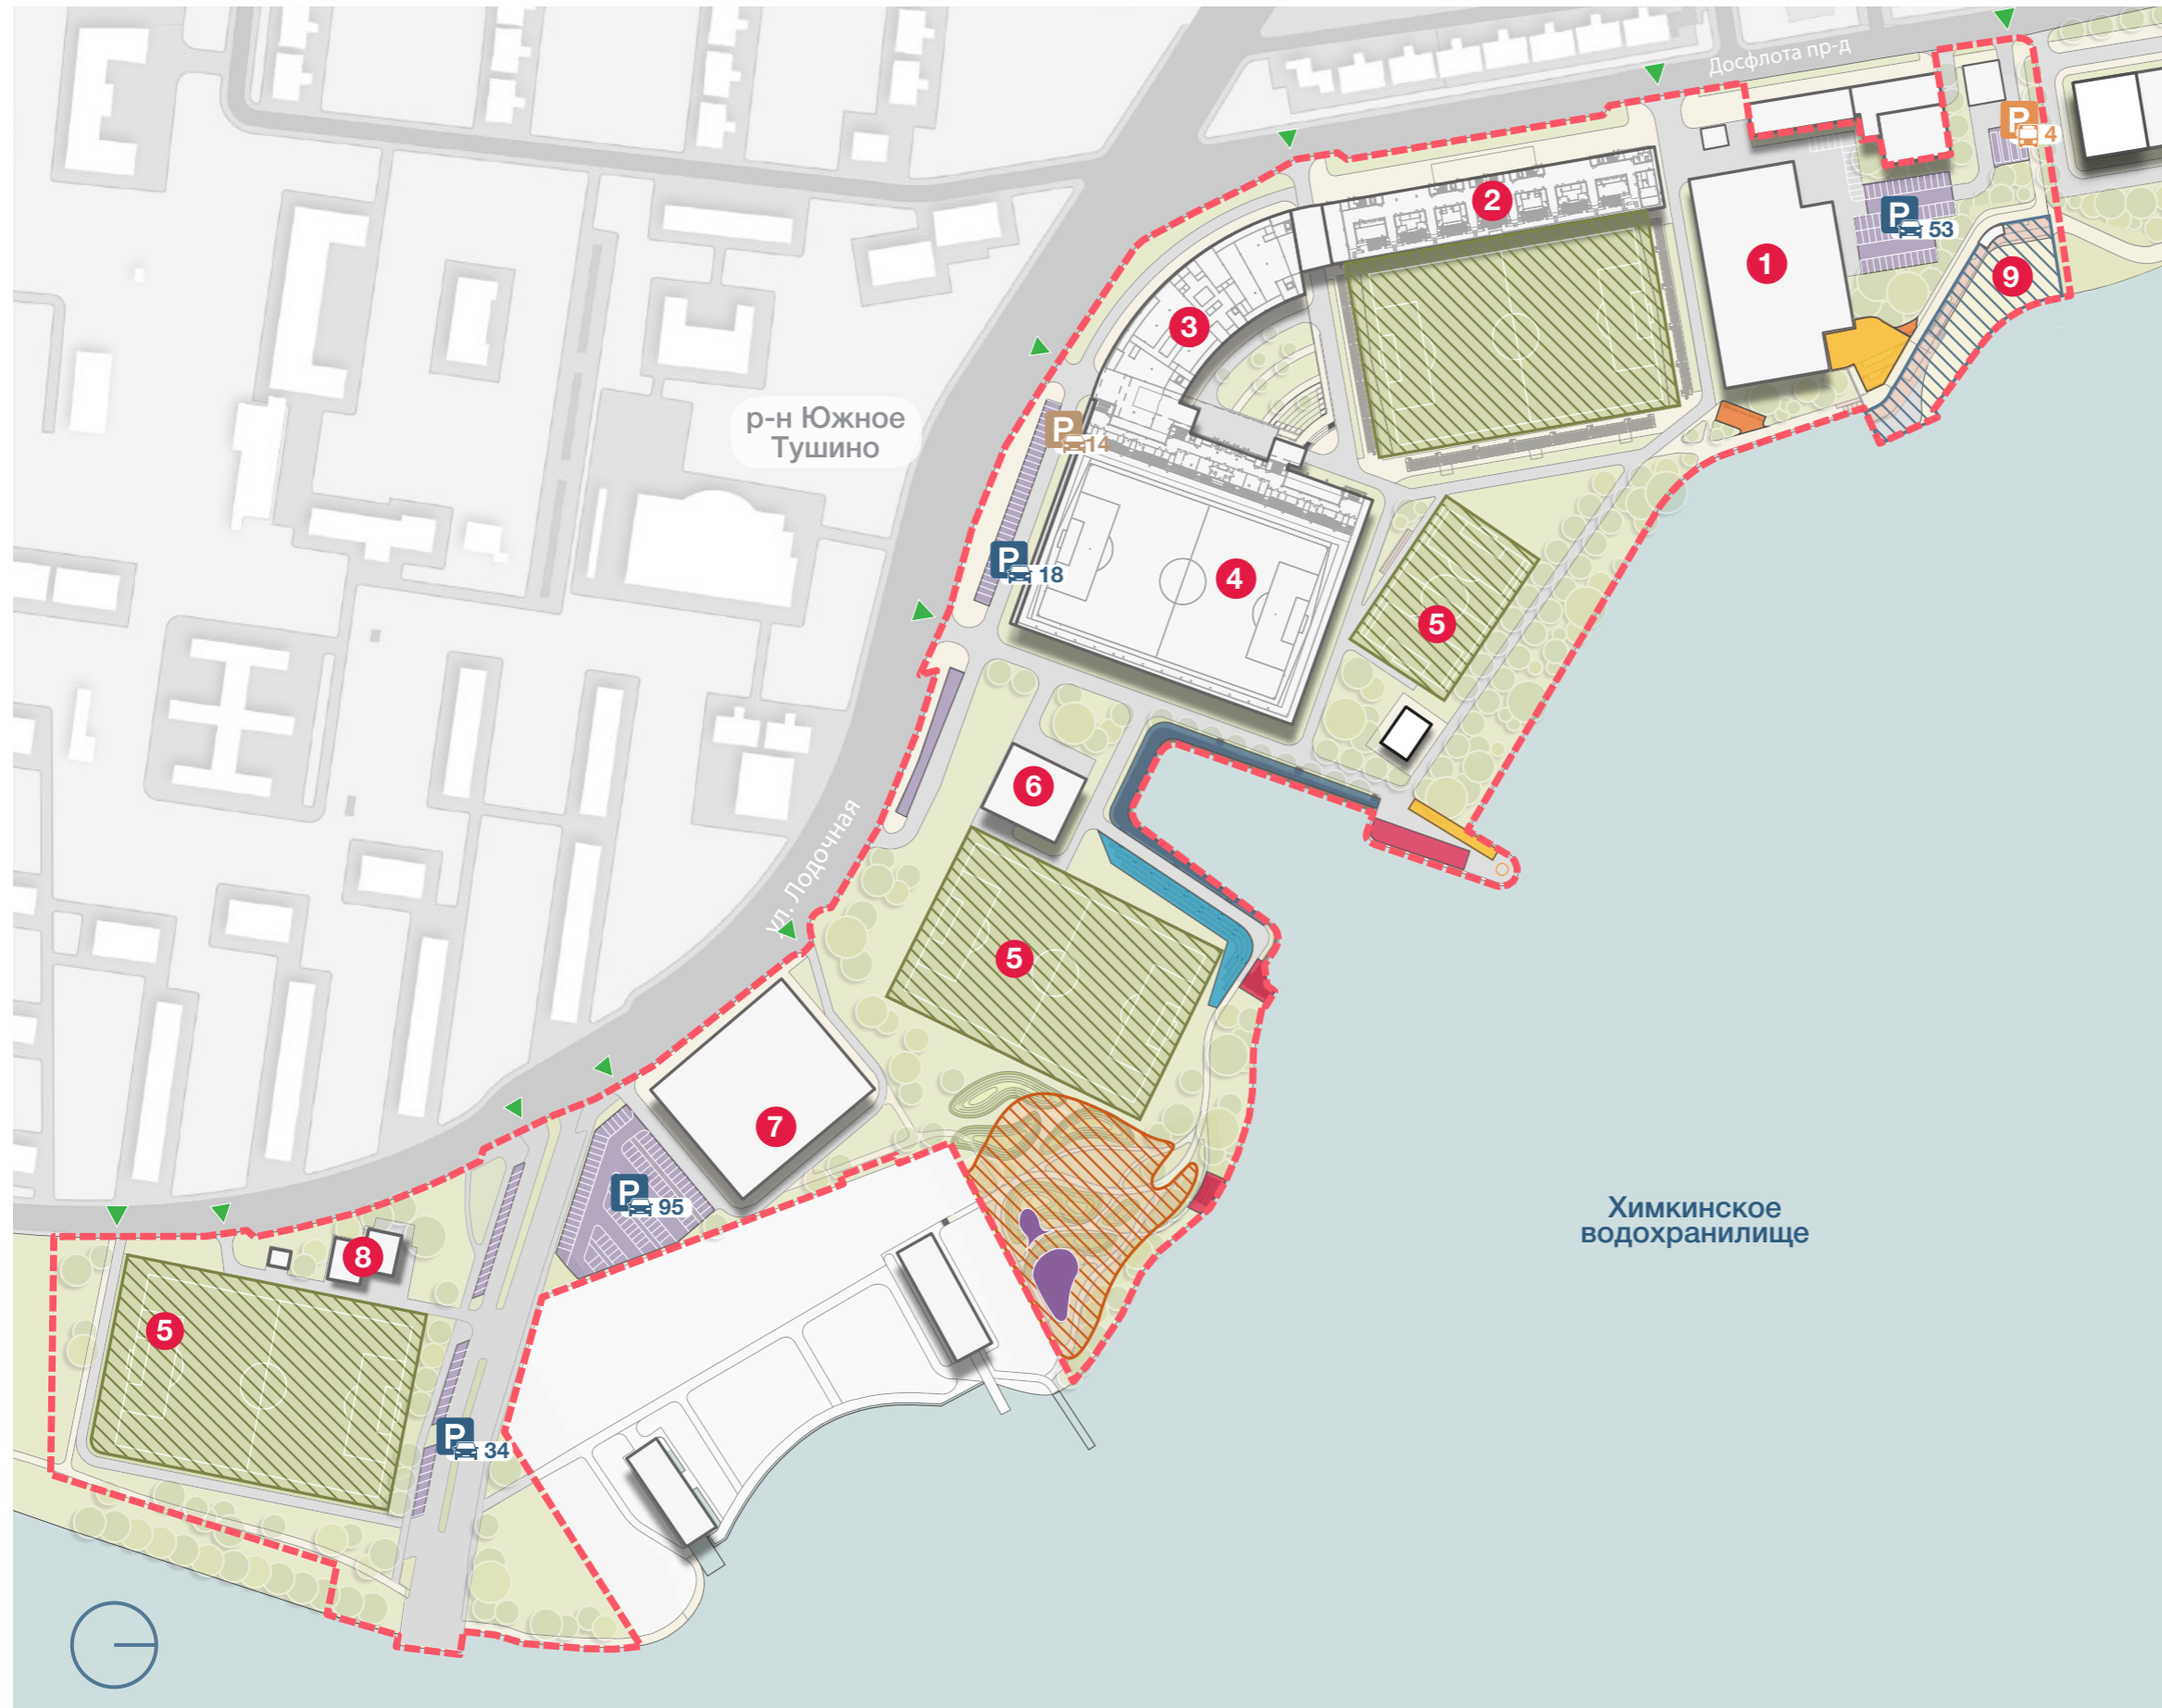 Досфлота пр-д
P
4
2
P
53
1
9
3
р-н Южное
Тушино
P
14
P
18
4
5
6
ул. Лодочная
5
7
P
95
Химкинское
водохранилище
8
5
P
34